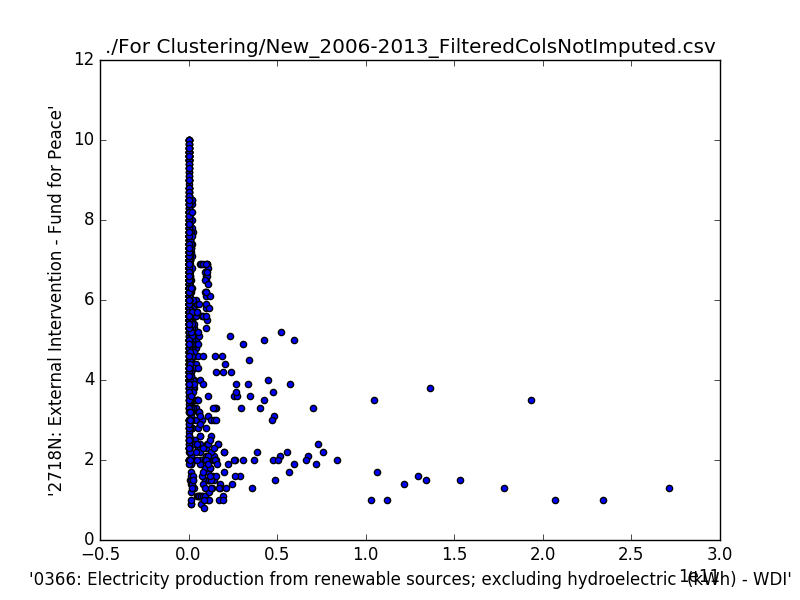 ./For Clustering/New_2006-2013_FilteredColsNotImputed.csv
12
10
8
6
4
2
0
'2718N: External Intervention - Fund for Peace'
−0.5 0.0 0.5 1.0 1.5 2.0 2.5 3.0
1e11
'0366: Electricity production from renewable sources; excluding hydroelectric (kWh) - WDI'